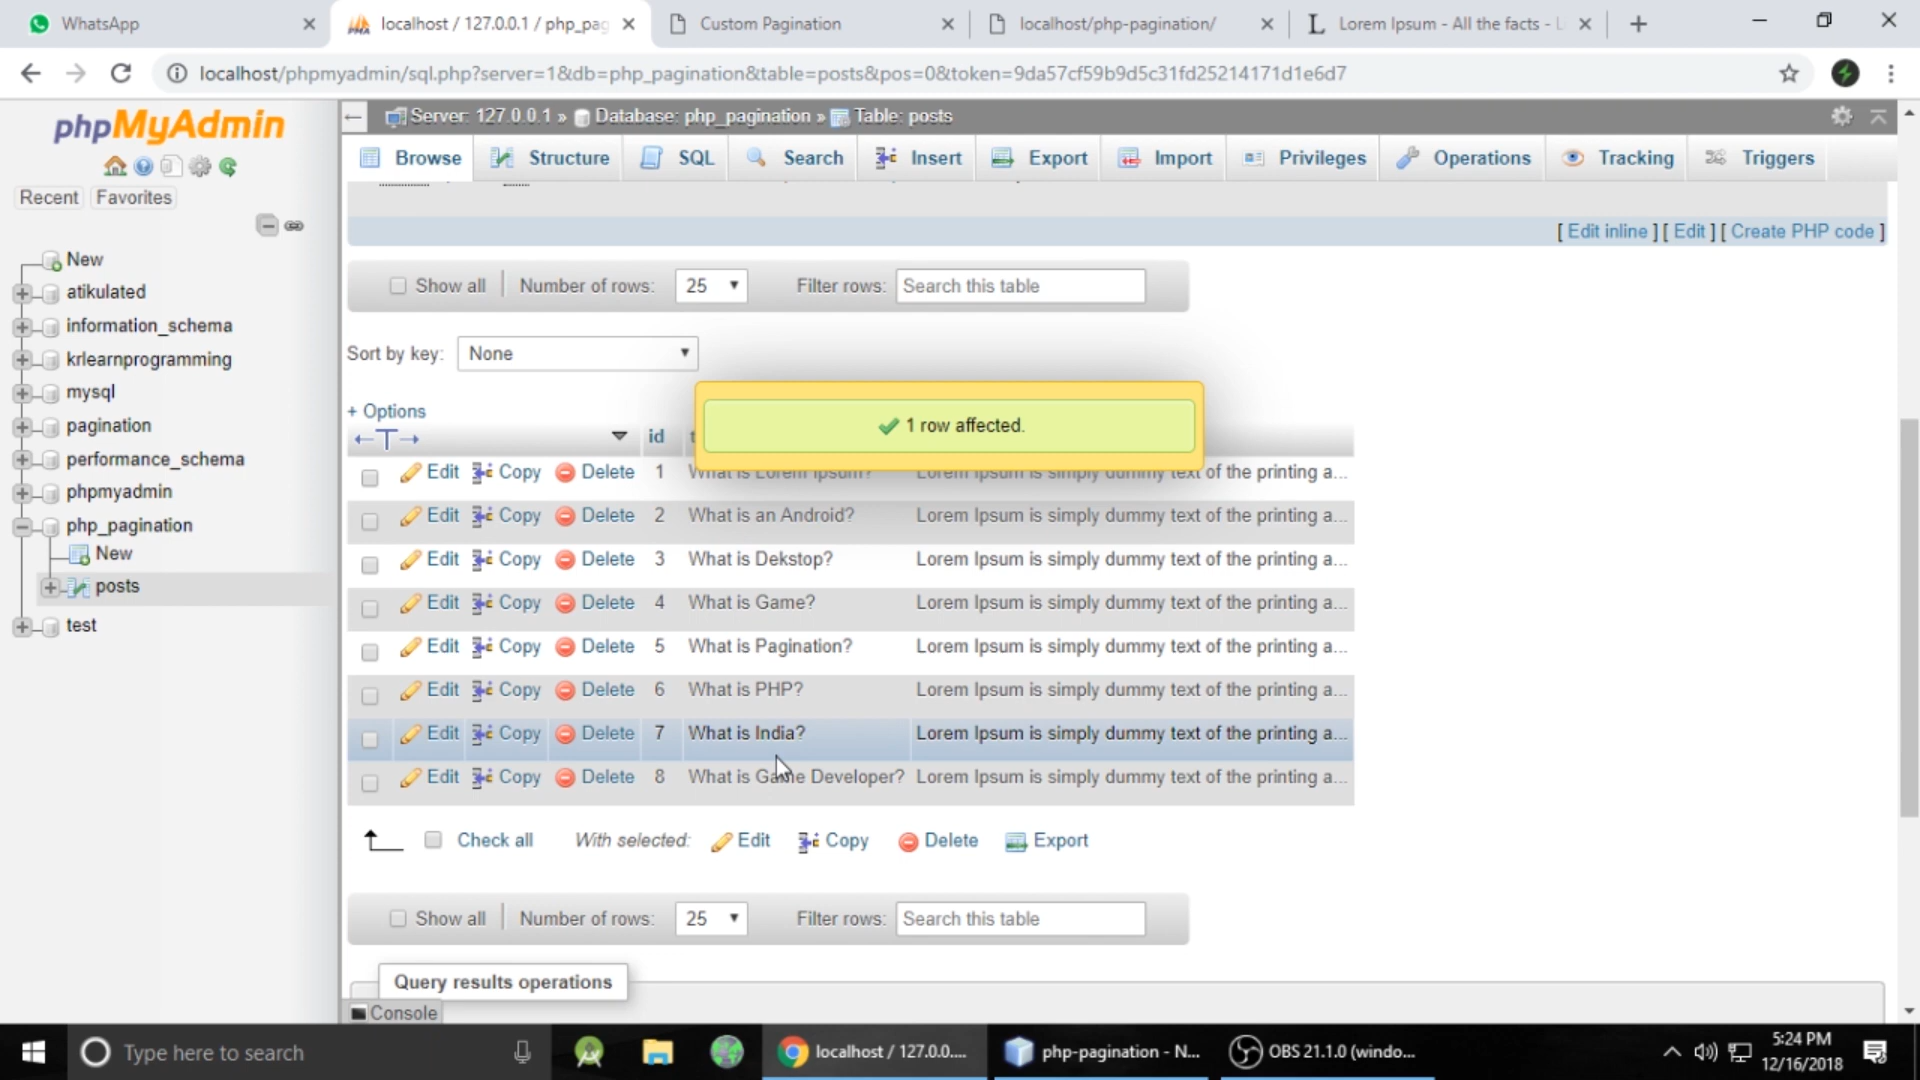 WhatsApp
localhost / 127.0.0.1 / php_pag
Custom Pagination
localhost/php-pagination/
Lorem Ipsum - All the facts - L
localhost/phpmyadmin/sql.php?server=1&db=php_pagination&table=posts&pos=0&token=9da57cf59b9d5c31fd25214171d1e6d7
phpMyAdmin
Recent Favorites
New
atikulated
information_schema
krlearnprogramming
mysql
pagination
performance_schema
phpmyadmin
php_pagination
New
posts
test
Server: 127.0.0.1 » Database: php_pagination » Table: posts
Browse Structure SQL Search Insert Export Import Privileges Operations Tracking Triggers
[ Edit inline ] [ Edit ] [ Create PHP code ]
Show all Number of rows: 25 Filter rows: Search this table
Sort by key: None
1 row affected.
+ Options
←T→ id t
Edit Copy Delete 1 What is Lorem Ipsum? Lorem Ipsum is simply dummy text of the printing a...
Edit Copy Delete 2 What is an Android? Lorem Ipsum is simply dummy text of the printing a...
Edit Copy Delete 3 What is Dekstop? Lorem Ipsum is simply dummy text of the printing a...
Edit Copy Delete 4 What is Game? Lorem Ipsum is simply dummy text of the printing a...
Edit Copy Delete 5 What is Pagination? Lorem Ipsum is simply dummy text of the printing a...
Edit Copy Delete 6 What is PHP? Lorem Ipsum is simply dummy text of the printing a...
Edit Copy Delete 7 What is India? Lorem Ipsum is simply dummy text of the printing a...
Edit Copy Delete 8 What is Game Developer? Lorem Ipsum is simply dummy text of the printing a...
Check all With selected: Edit Copy Delete Export
Show all Number of rows: 25 Filter rows: Search this table
Query results operations
Console
Type here to search
localhost / 127.0.0....
php-pagination - N...
OBS 21.1.0 (windo...
5:24 PM
12/16/2018